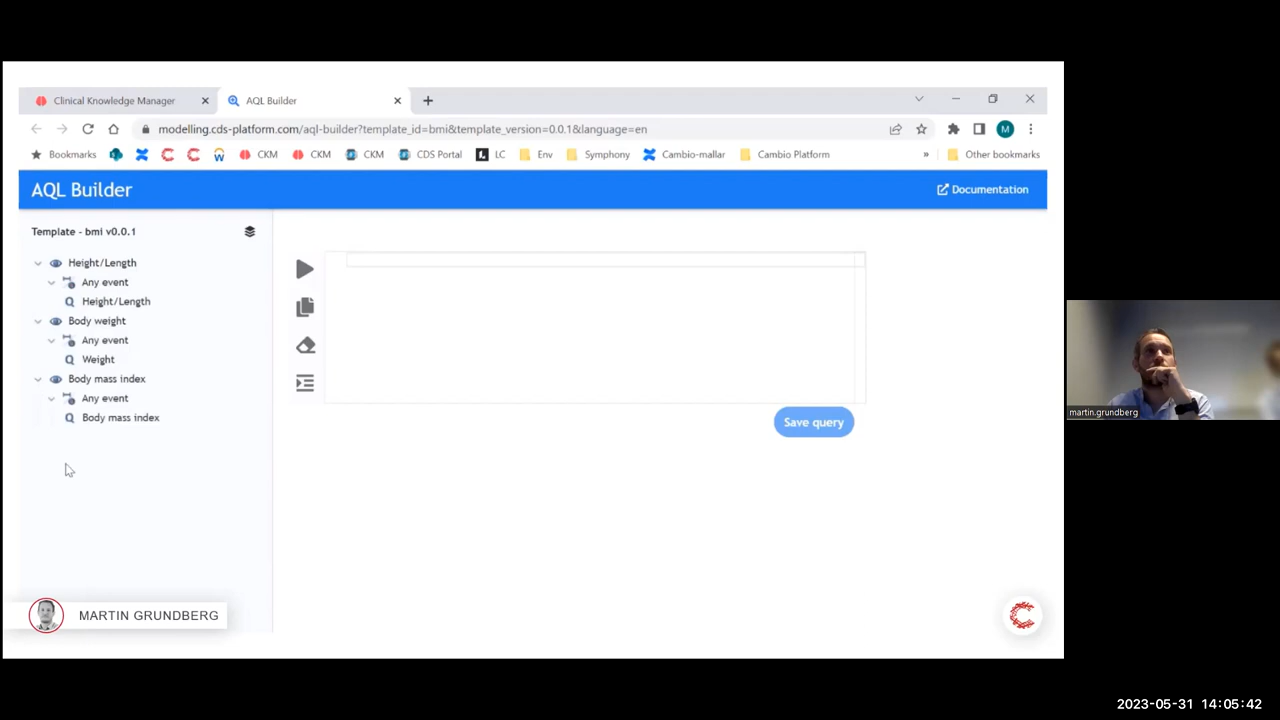 Clinical Knowledge Manager
AQL Builder
modelling.cds-platform.com/aql-builder?template_id=bmi&template_version=0.0.1&language=en
M
Bookmarks CKM CKM CKM CDS Portal LC Env Symphony Cambio-mallar Cambio Platform » Other bookmarks
AQL Builder
Documentation
Template - bmi v0.0.1
Height/Length
Any event
Q Height/Length
Body weight
Any event
Q Weight
Body mass index
Any event
Q Body mass index
Save query
MARTIN GRUNDBERG
martin.grundberg
2023-05-31 14:05:42